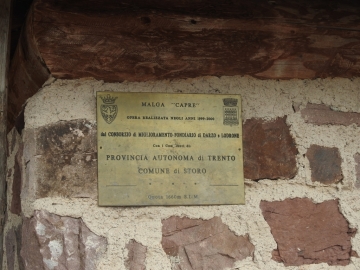 MALGA "CAPRE"
OPERA REALIZZATA NEGLI ANNI
dal CONSORZIO di MIGLIORAMENTO FONDIARIO di DARZO e LODRONE
PROVINCIA AUTONOMA di TRENTO
COMUNE di STORO